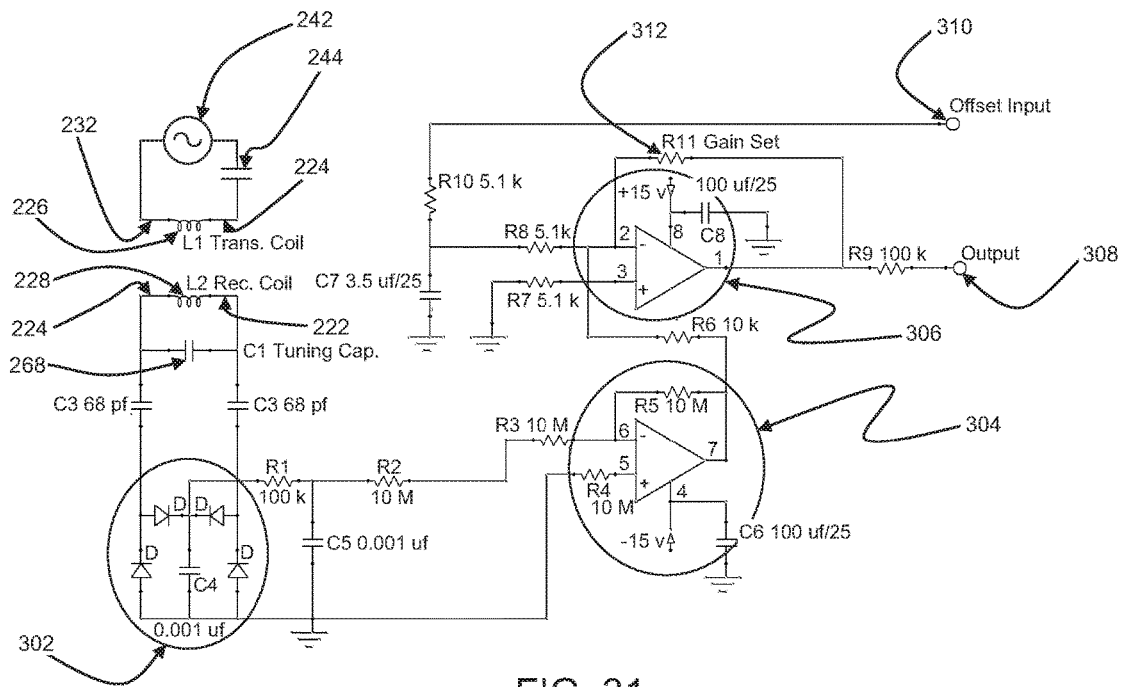 242
310
312
244
Offset Input
232
224
R11 Gain Set
R10 5.1 k
+15 v
100 uf/25
226
C8
8
L1 Trans. Coil
R8 5.1k
2
-
1
228
L2 Rec. Coil
3
+
R9 100 k
Output
C7 3.5 uf/25
R7 5.1 k
308
224
222
R6 10 k
306
C1 Tuning Cap.
268
C3 68 pf
C3 68 pf
R5 10 M
304
R3 10 M
6
-
7
R1
100 k
R2
10 M
5
+
R4
10 M
4
D
D
C5 0.001 uf
-15 v
C6 100 uf/25
D
C4
D
0.001 uf
302
FIG. 31